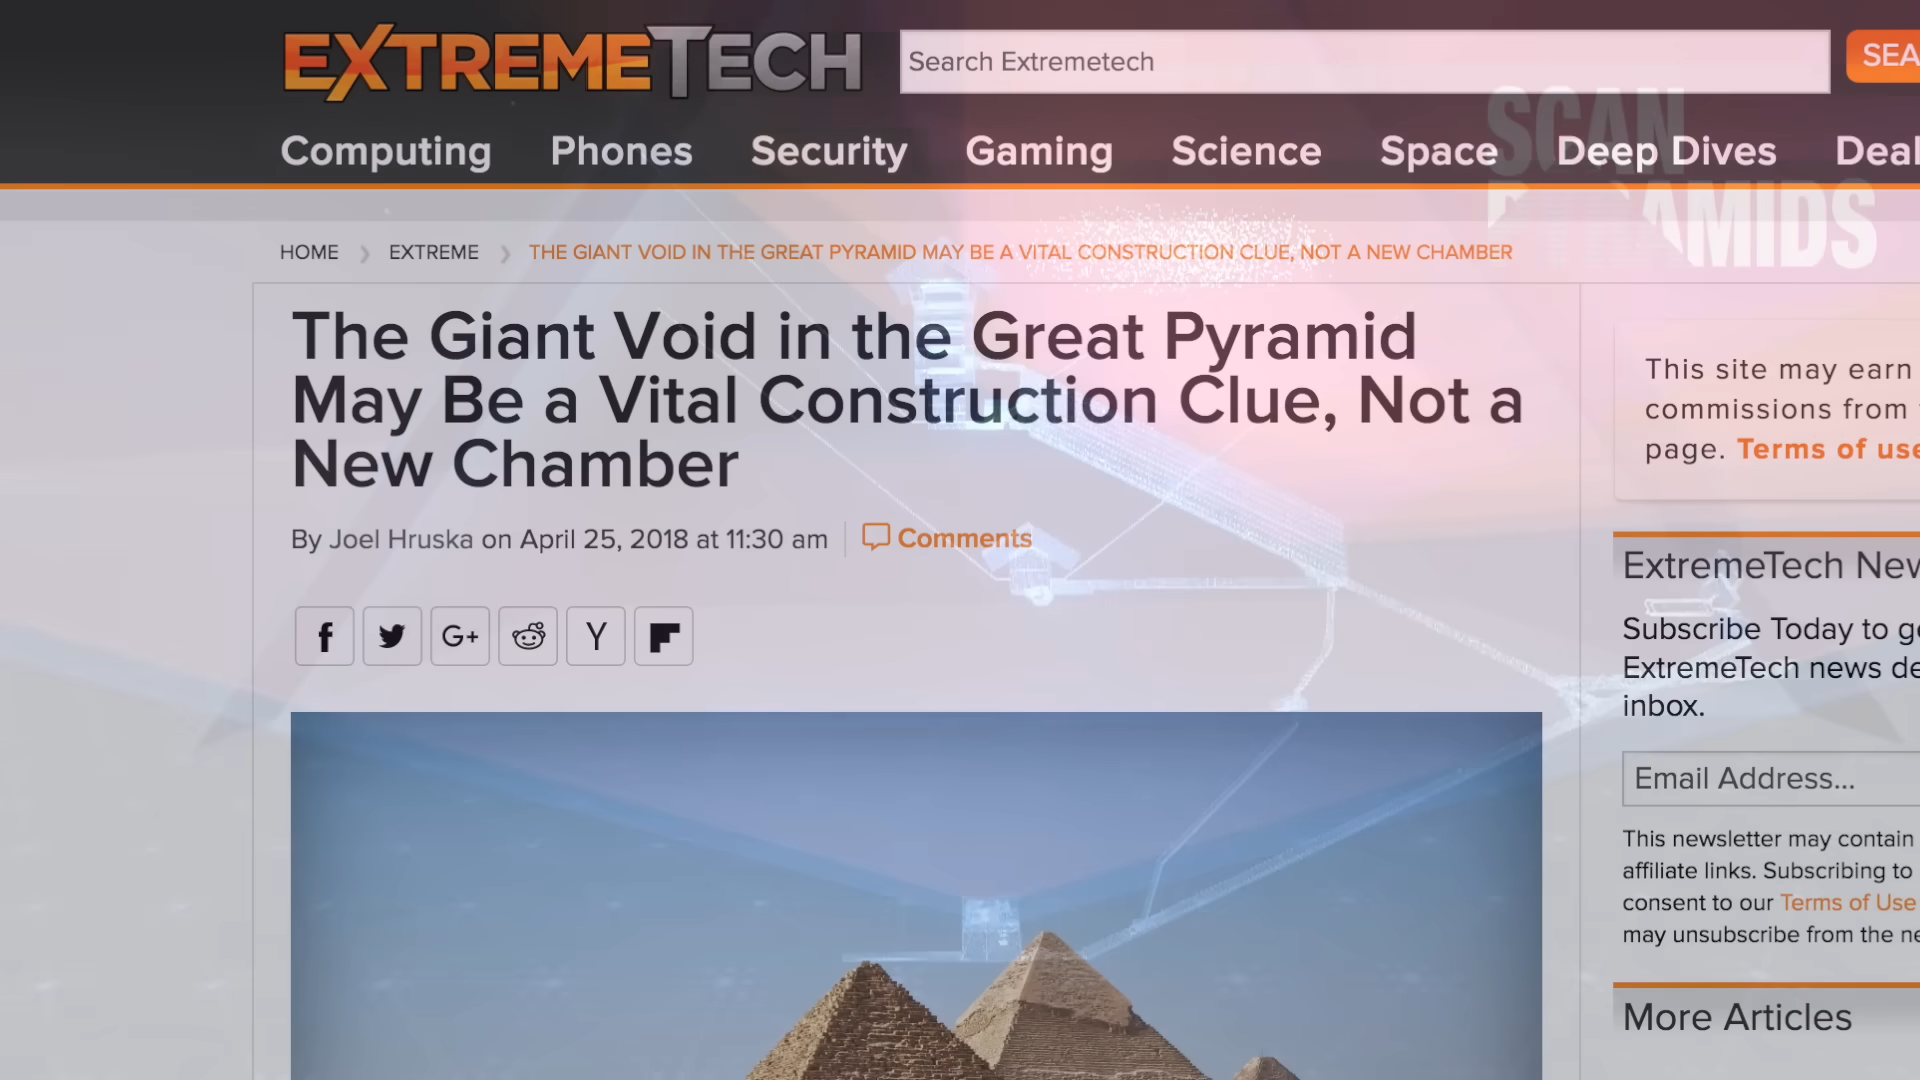 EXTREMETECH
Search Extremetech
SEA
Computing Phones Security Gaming Science Space Deep Dives Deal
SCAN
PYRAMIDS
HOME EXTREME THE GIANT VOID IN THE GREAT PYRAMID MAY BE A VITAL CONSTRUCTION CLUE, NOT A NEW CHAMBER
The Giant Void in the Great Pyramid
May Be a Vital Construction Clue, Not a
New Chamber
By Joel Hruska on April 25, 2018 at 11:30 am Comments
f G+ Y
This site may earn
commissions from
page. Terms of use
ExtremeTech New
Subscribe Today to ge
ExtremeTech news de
inbox.
Email Address...
This newsletter may contain
affiliate links. Subscribing to
consent to our Terms of Use
may unsubscribe from the ne
More Articles